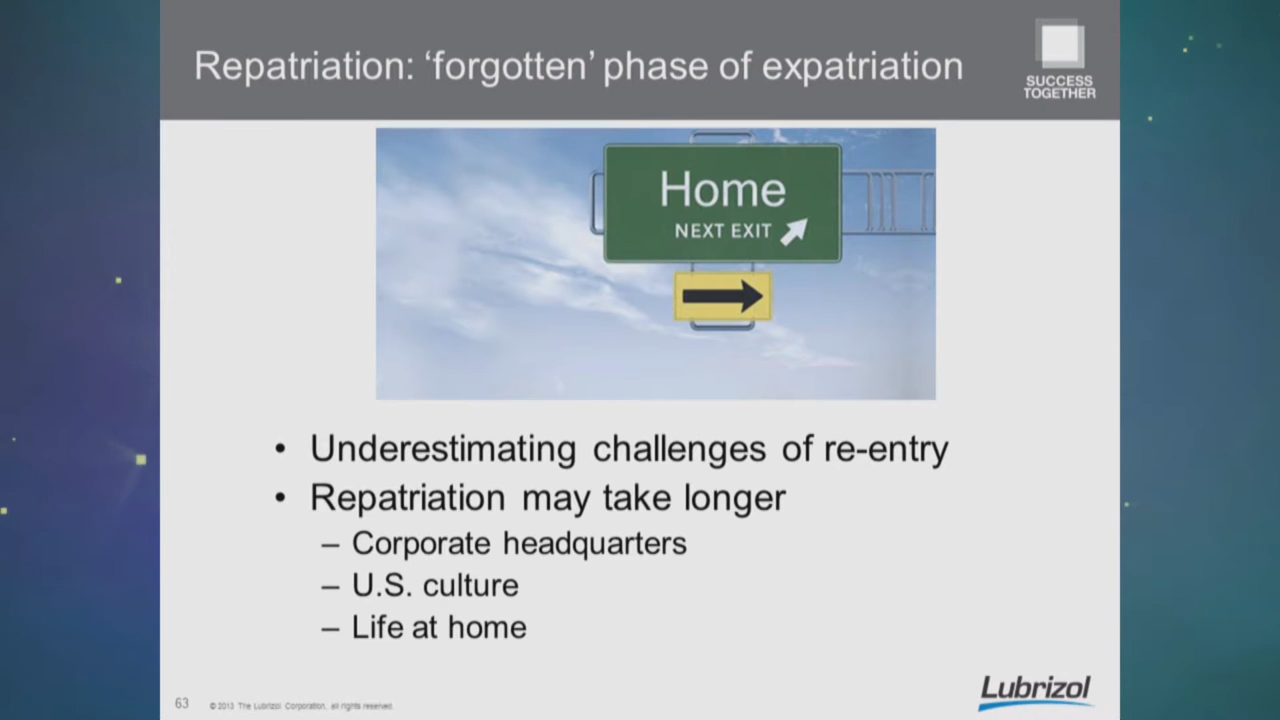 Repatriation: ‘forgotten’ phase of expatriation
SUCCESS
TOGETHER
Home
NEXT EXIT
• Underestimating challenges of re-entry
• Repatriation may take longer
– Corporate headquarters
– U.S. culture
– Life at home
63
© 2013 The Lubrizol Corporation, all rights reserved.
Lubrizol